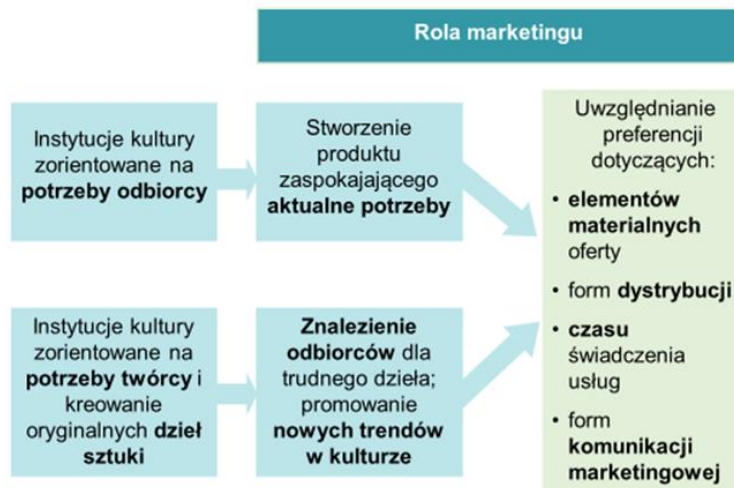 Rola marketingu
Instytucje kultury
zorientowane na
potrzeby odbiorcy
Stworzenie
produktu
zaspokajającego
aktualne potrzeby
Instytucje kultury
zorientowane na
potrzeby twórcy i
kreowanie
oryginalnych dzieł
sztuki
Znalezienie
odbiorców dla
trudnego dzieła;
promowanie
nowych trendów
w kulturze
Uwzględnianie
preferencji
dotyczących:
• elementów
materialnych
oferty
• form dystrybucji
• czasu
świadczenia
usług
• form
komunikacji
marketingowej